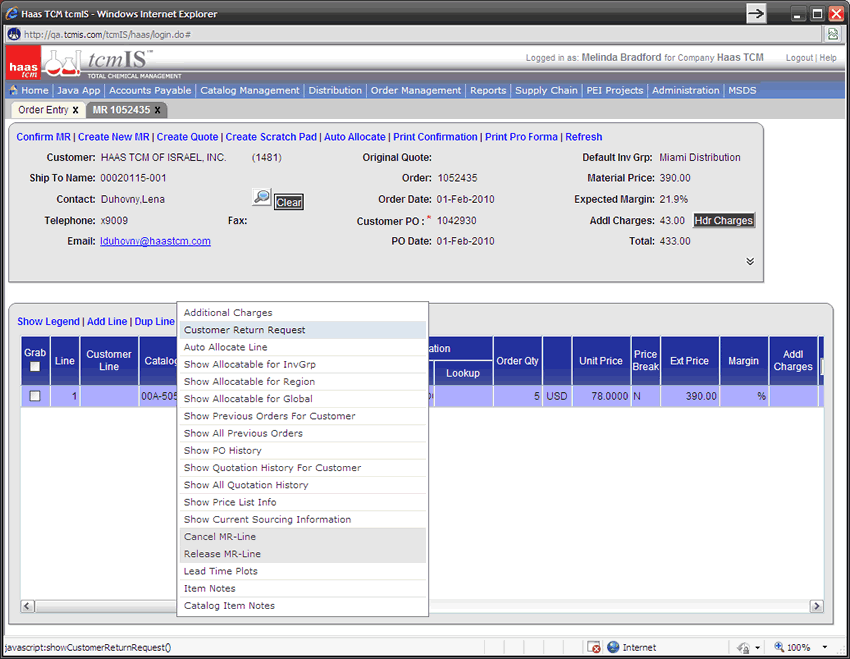 Haas TCM tcmIS - Windows Internet Explorer
http://qa.tcmis.com/tcmIS/haas/login.do#
haas tcm tcmIS™ TOTAL CHEMICAL MANAGEMENT
Logged in as: Melinda Bradford for Company Haas TCM Logout | Help
Home | Java App | Accounts Payable | Catalog Management | Distribution | Order Management | Reports | Supply Chain | PEI Projects | Administration | MSDS
Order Entry x MR 1052435 x
Confirm MR | Create New MR | Create Quote | Create Scratch Pad | Auto Allocate | Print Confirmation | Print Pro Forma | Refresh
Customer: HAAS TCM OF ISRAEL, INC. (1481) Original Quote: Default Inv Grp: Miami Distribution
Ship To Name: 00020115-001 Order: 1052435 Material Price: 390.00
Contact: Duhovny,Lena Clear Order Date: 01-Feb-2010 Expected Margin: 21.9%
Telephone: x9009 Fax: Customer PO : * 1042930 Addl Charges: 43.00 Hdr Charges
Email: lduhovny@haastcm.com PO Date: 01-Feb-2010 Total: 433.00
Show Legend | Add Line | Dup Line
Grab Line Customer Line Catalog ation Lookup Order Qty Unit Price Price Break Ext Price Margin Addl Charges
1 00A-505 5 USD 78.0000 N 390.00 %
Additional Charges
Customer Return Request
Auto Allocate Line
Show Allocatable for InvGrp
Show Allocatable for Region
Show Allocatable for Global
Show Previous Orders For Customer
Show All Previous Orders
Show PO History
Show Quotation History For Customer
Show All Quotation History
Show Price List Info
Show Current Sourcing Information
Cancel MR-Line
Release MR-Line
Lead Time Plots
Item Notes
Catalog Item Notes
javascript:showCustomerReturnRequest() Internet 100%